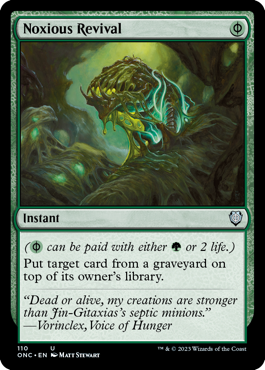 Noxious Revival
Instant
( can be paid with either or 2 life.)
Put target card from a graveyard on
top of its owner's library.
"Dead or alive, my creations are stronger
than Jin-Gitaxias's septic minions."
—Vorinclex, Voice of Hunger
110 U
ONC • EN MATT STEWART
™ & © 2023 Wizards of the Coast